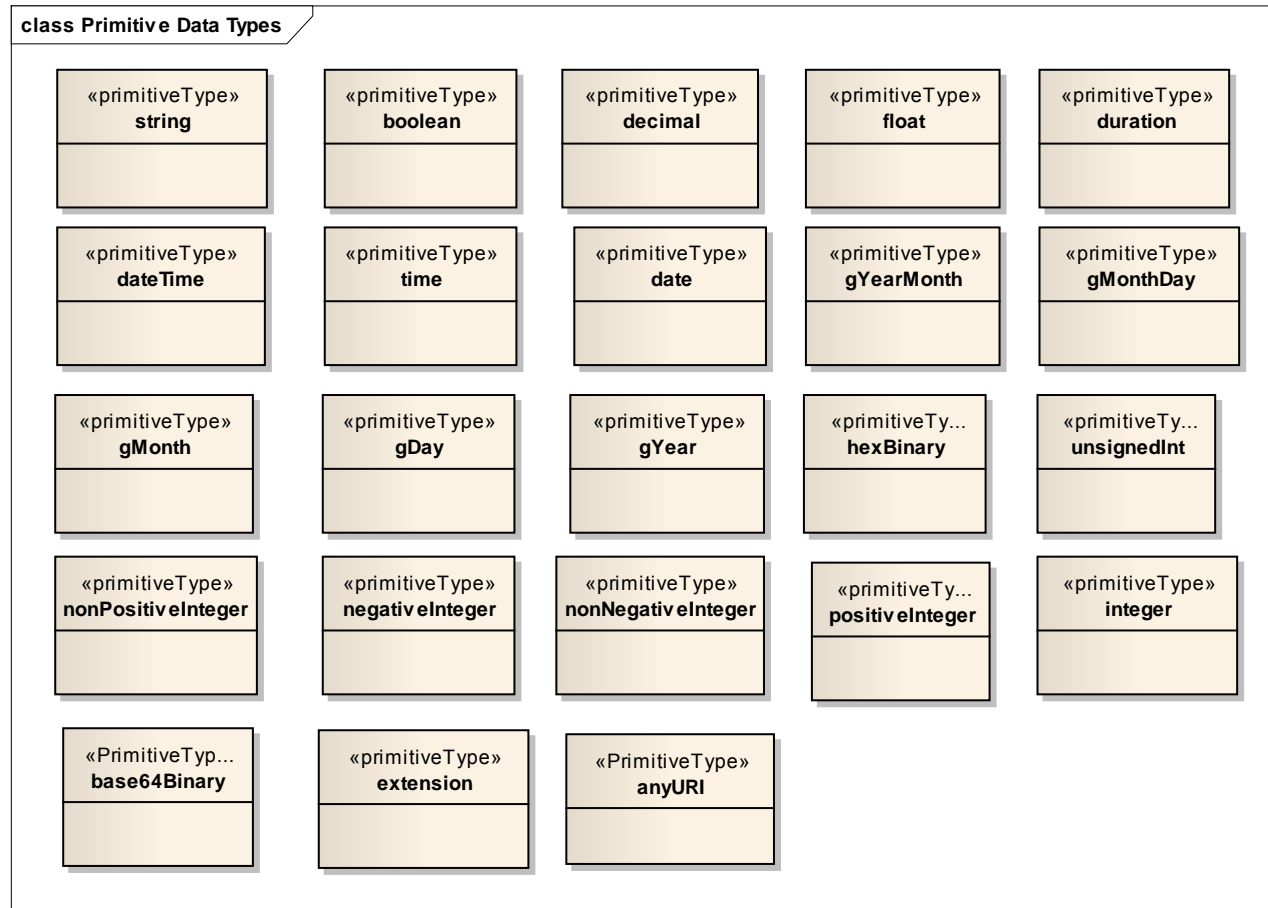 class Primitive Data Types
«primitiveType»
string
«primitiveType»
boolean
«primitiveType»
decimal
«primitiveType»
float
«primitiveType»
duration
«primitiveType»
dateTime
«primitiveType»
time
«primitiveType»
date
«primitiveType»
gYearMonth
«primitiveType»
gMonthDay
«primitiveType»
gMonth
«primitiveType»
gDay
«primitiveType»
gYear
«primitiveTy...
hexBinary
«primitiveTy...
unsignedInt
«primitiveType»
nonPositiveInteger
«primitiveType»
negativeInteger
«primitiveType»
nonNegativeInteger
«primitiveTy...
positiveInteger
«primitiveType»
integer
«PrimitiveTyp...
base64Binary
«primitiveType»
extension
«PrimitiveType»
anyURI